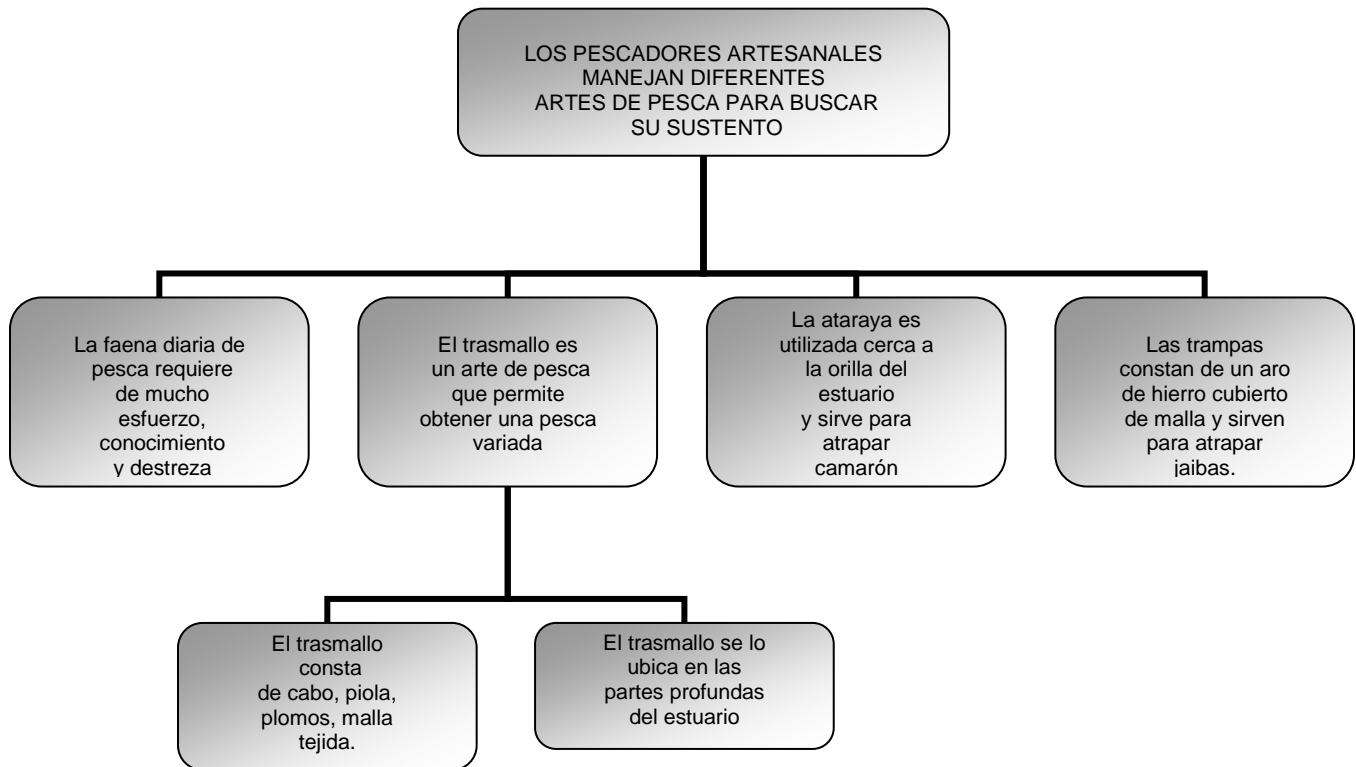 LOS PESCADORES ARTESANALES
MANEJAN DIFERENTES
ARTES DE PESCA PARA BUSCAR
SU SUSTENTO
La faena diaria de
pesca requiere
de mucho
esfuerzo,
conocimiento
y destreza
El trasmallo es
un arte de pesca
que permite
obtener una pesca
variada
La ataraya es
utilizada cerca a
la orilla del
estuario
y sirve para
atrapar
camarón
Las trampas
constan de un aro
de hierro cubierto
de malla y sirven
para atrapar
jaibas.
El trasmallo
consta
de cabo, piola,
plomos, malla
tejida.
El trasmallo se lo
ubica en las
partes profundas
del estuario